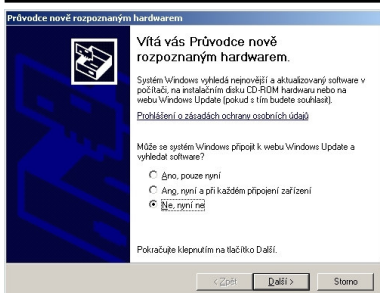 Průvodce nově rozpoznaným hardwarem
Vítá vás Průvodce nově
rozpoznaným hardwarem.
Systém Windows vyhledá nejnovější a aktualizovaný software v
počítači, na instalačním disku CD-ROM hardwaru nebo na
webu Windows Update (pokud s tím budete souhlasit).
Prohlášení o zásadách ochrany osobních údajů
Může se systém Windows připojit k webu Windows Update a
vyhledat software?
Ano, pouze nyní
Ano, nyní a při každém připojení zařízení
Ne, nyní ne
Pokračujte klepnutím na tlačítko Další.
< Zpět
Další >
Storno